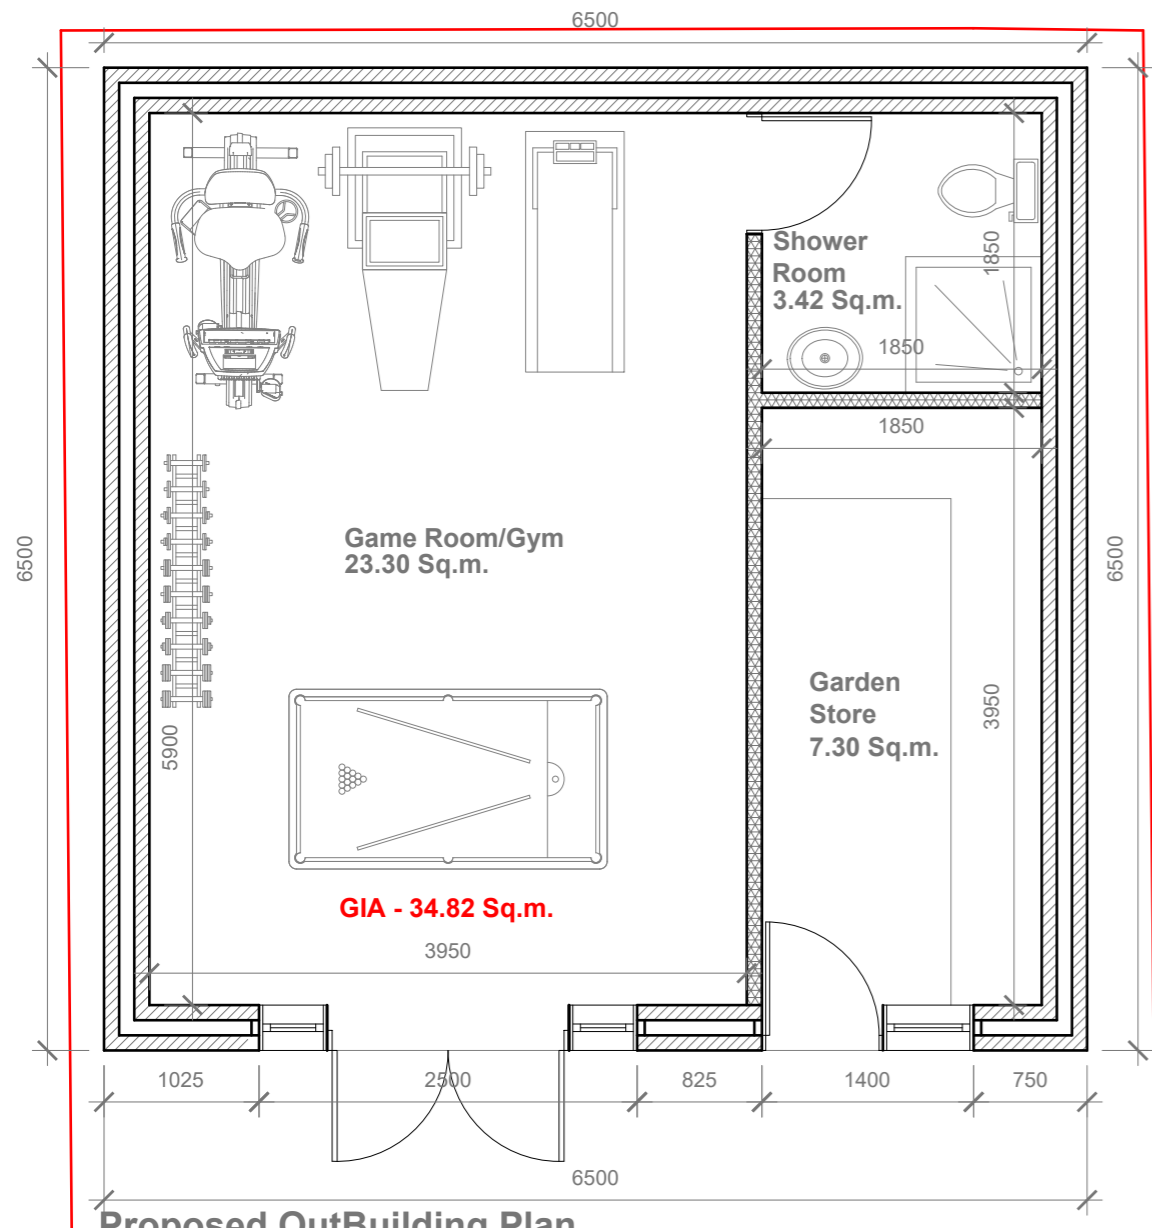 6500
6500
Shower
Room
3.42 Sq.m.
1850
1850
1850
Game Room/Gym
23.30 Sq.m.
6500
Garden
Store
7.30 Sq.m.
3950
5900
GIA - 34.82 Sq.m.
3950
1025
2500
825
1400
750
6500
Proposed OutBuilding Plan